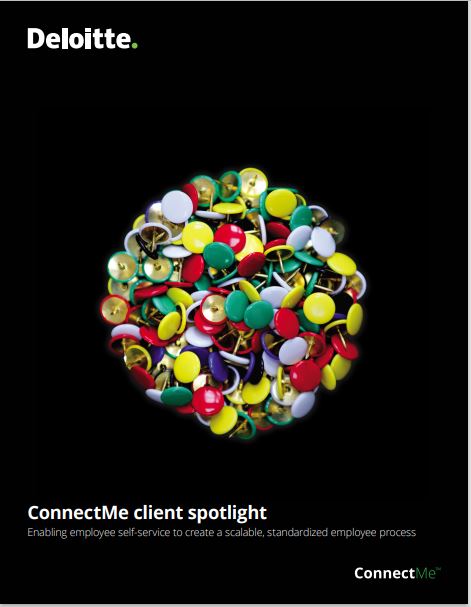 Deloitte.
ConnectMe client spotlight
Enabling employee self-service to create a scalable, standardized employee process
ConnectMe™